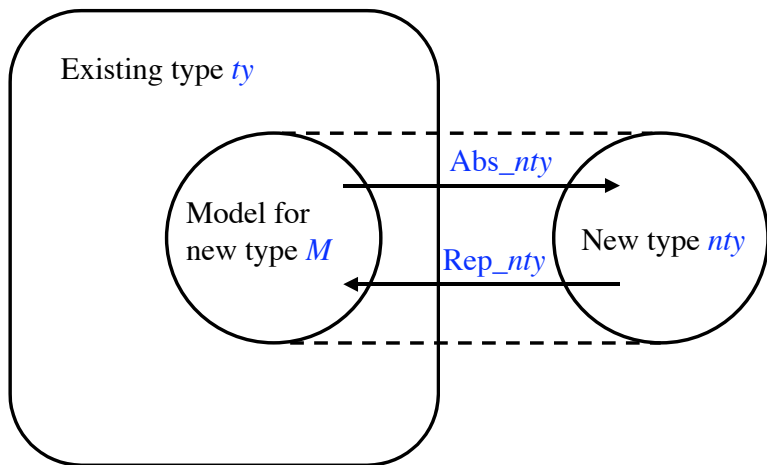 Existing type ty
Abs_nty
Model for
new type M
New type nty
Rep_nty